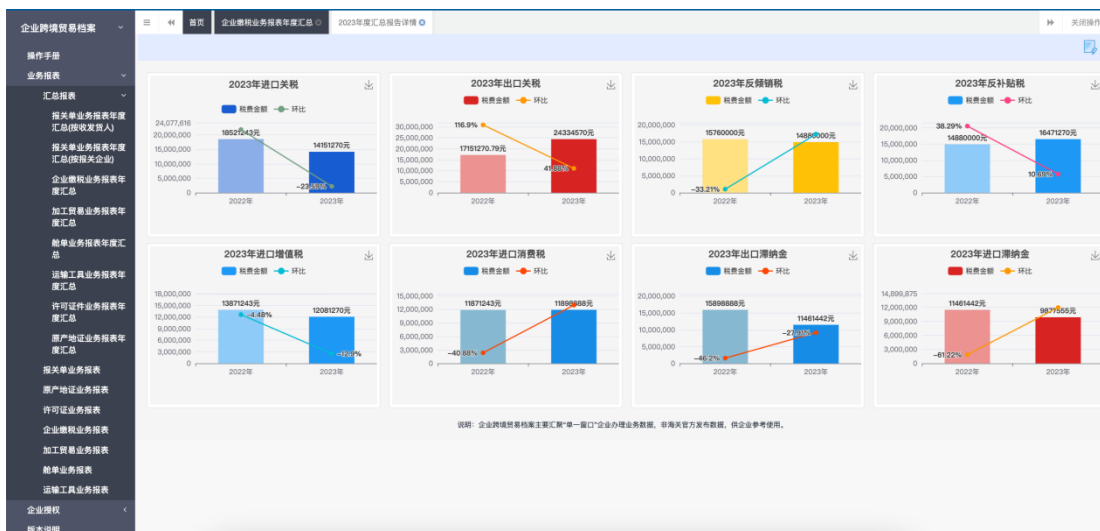 企业跨境贸易档案
首页
企业缴税业务报表年度汇总
2023年度汇总报告详情
关闭操作
操作手册
业务报表
汇总报表
报关单业务报表年度
汇总(按收发货人)
报关单业务报表年度
汇总(按报关企业)
企业缴税业务报表年
度汇总
加工贸易业务报表年
度汇总
舱单业务报表年度汇
总
运输工具业务报表年
度汇总
许可证件业务报表年
度汇总
原产地证业务报表年
度汇总
报关单业务报表
原产地证业务报表
许可证业务报表
企业缴税业务报表
加工贸易业务报表
舱单业务报表
运输工具业务报表
企业授权
版本说明
2023年进口关税
税费金额 环比
24,077,616
20,000,000
15,000,000
10,000,000
5,000,000
0
18521243元
14151270元
2022年 2023年
2023年出口关税
税费金额 环比
116.9%
30,000,000
25,000,000
20,000,000
15,000,000
10,000,000
5,000,000
0
17151270.79元
24334570元
41.88%
2022年 2023年
2023年反倾销税
税费金额 环比
20,000,000
15,000,000
10,000,000
5,000,000
0
15760000元
14880000元
-33.21%
2022年 2023年
2023年反补贴税
税费金额 环比
38.29%
20,000,000
15,000,000
10,000,000
5,000,000
0
14880000元
16471270元
10.69%
2022年 2023年
2023年进口增值税
税费金额 环比
18,000,000
15,000,000
12,000,000
9,000,000
6,000,000
3,000,000
0
13871243元
-4.48%
12081270元
2022年 2023年
2023年进口消费税
税费金额 环比
15,000,000
12,000,000
9,000,000
6,000,000
3,000,000
0
11871243元
11898888元
-40.88%
2022年 2023年
2023年出口滞纳金
税费金额 环比
20,000,000
15,000,000
10,000,000
5,000,000
0
15898888元
11461442元
-46.2%
2022年 2023年
2023年进口滞纳金
税费金额 环比
14,899,875
12,000,000
9,000,000
6,000,000
3,000,000
0
11461442元
9877555元
-61.22%
2022年 2023年
说明：企业跨境贸易档案主要汇聚"单一窗口"企业办理业务数据，非海关官方发布数据，供企业参考使用。